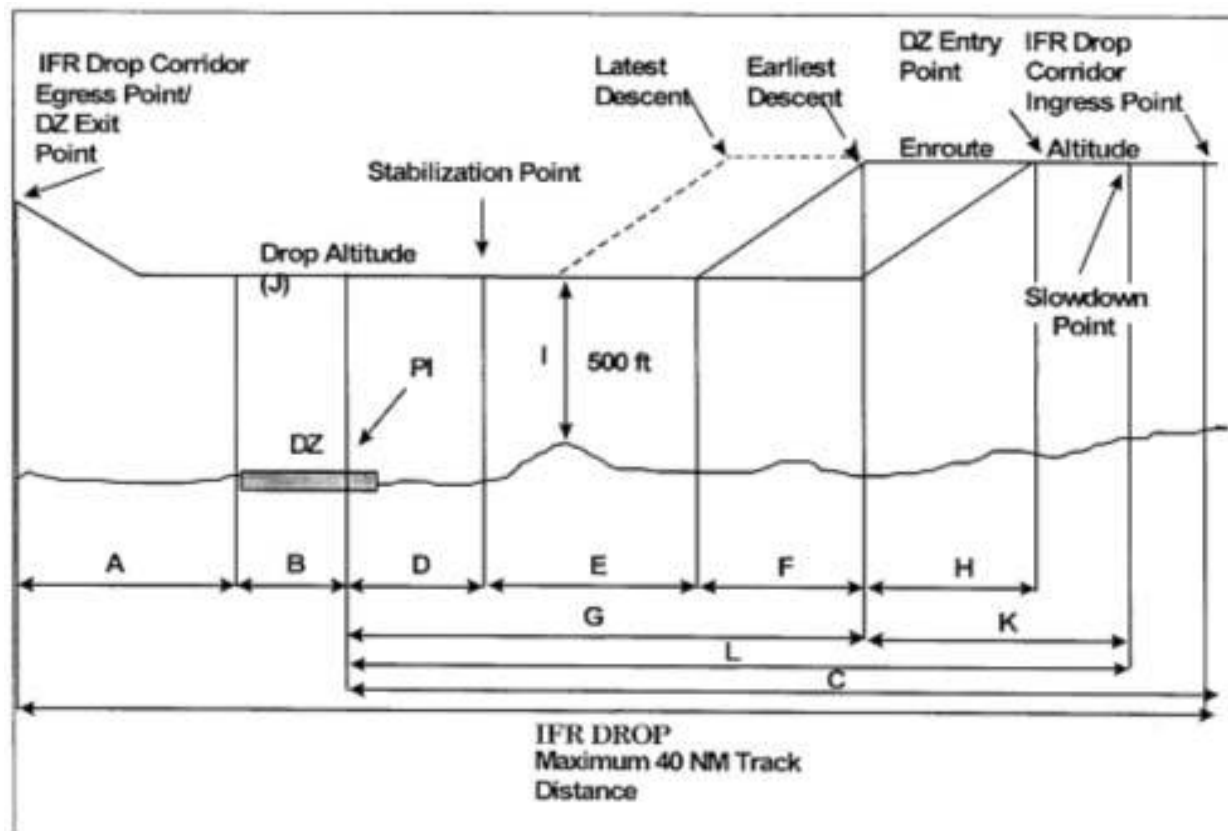 IFR Drop Corridor
Egress Point/
DZ Exit
Point
Latest
Descent
Earliest
Descent
DZ Entry
Point
IFR Drop
Corridor
Ingress Point
Enroute
Altitude
Stabilization Point
Drop Altitude
(J)
Slowdown
Point
I
500 ft
PI
DZ
A
B
D
E
F
H
G
K
L
C
IFR DROP
Maximum 40 NM Track
Distance